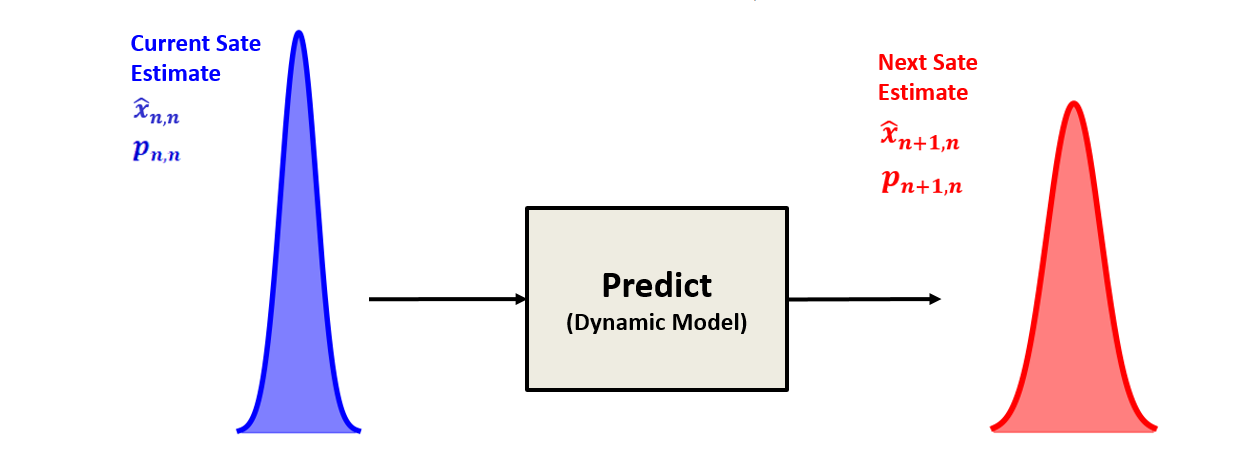 Current Sate
Estimate
x̂ₙ,ₙ
pₙ,ₙ
Next Sate
Estimate
x̂ₙ₊₁,ₙ
pₙ₊₁,ₙ
Predict
(Dynamic Model)